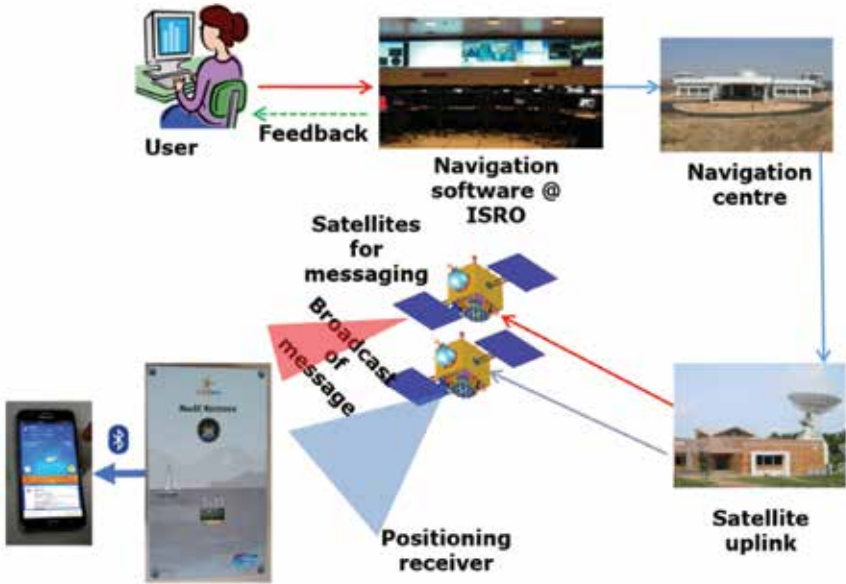 User
Feedback
Navigation
software @
ISRO
Navigation
centre
Satellites
for
messaging
Broadcast
of
message
Positioning
receiver
Satellite
uplink